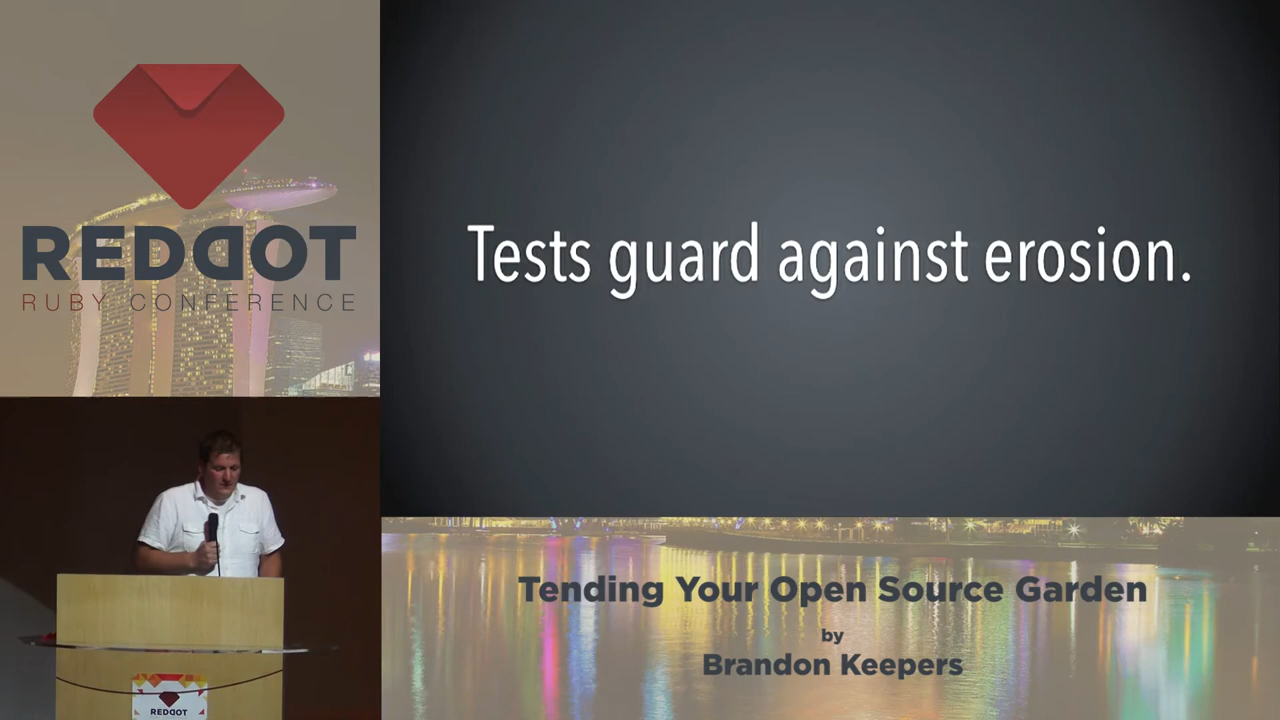 REDDOT
RUBY CONFERENCE
Tests guard against erosion.
Tending Your Open Source Garden
by
Brandon Keepers
REDDOT